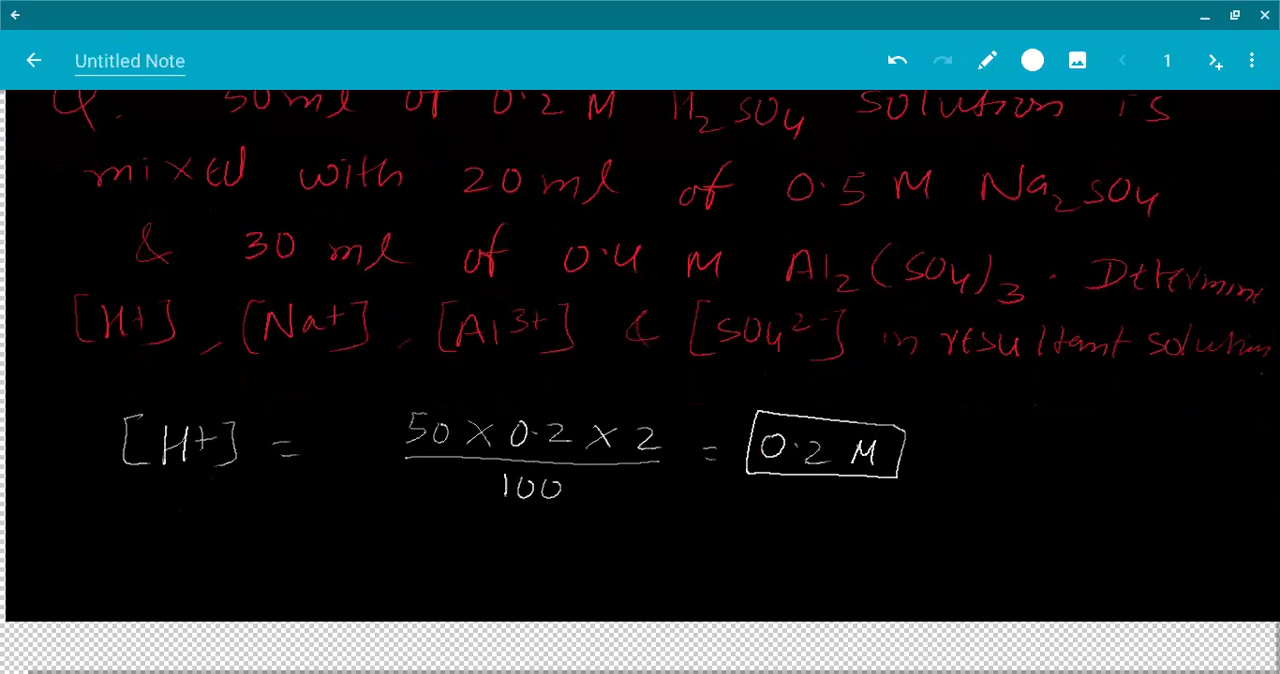 Untitled Note
1
Q. 50 ml of 0.2 M H₂SO₄ solution is
mixed with 20 ml of 0.5 M Na₂SO₄
& 30 ml of 0.4 M Al₂(SO₄)₃. Determine
[H+], [Na+], [Al3+] & [SO₄²⁻] in resultant solution
[H+] = 50 × 0.2 × 2 / 100 = 0.2 M